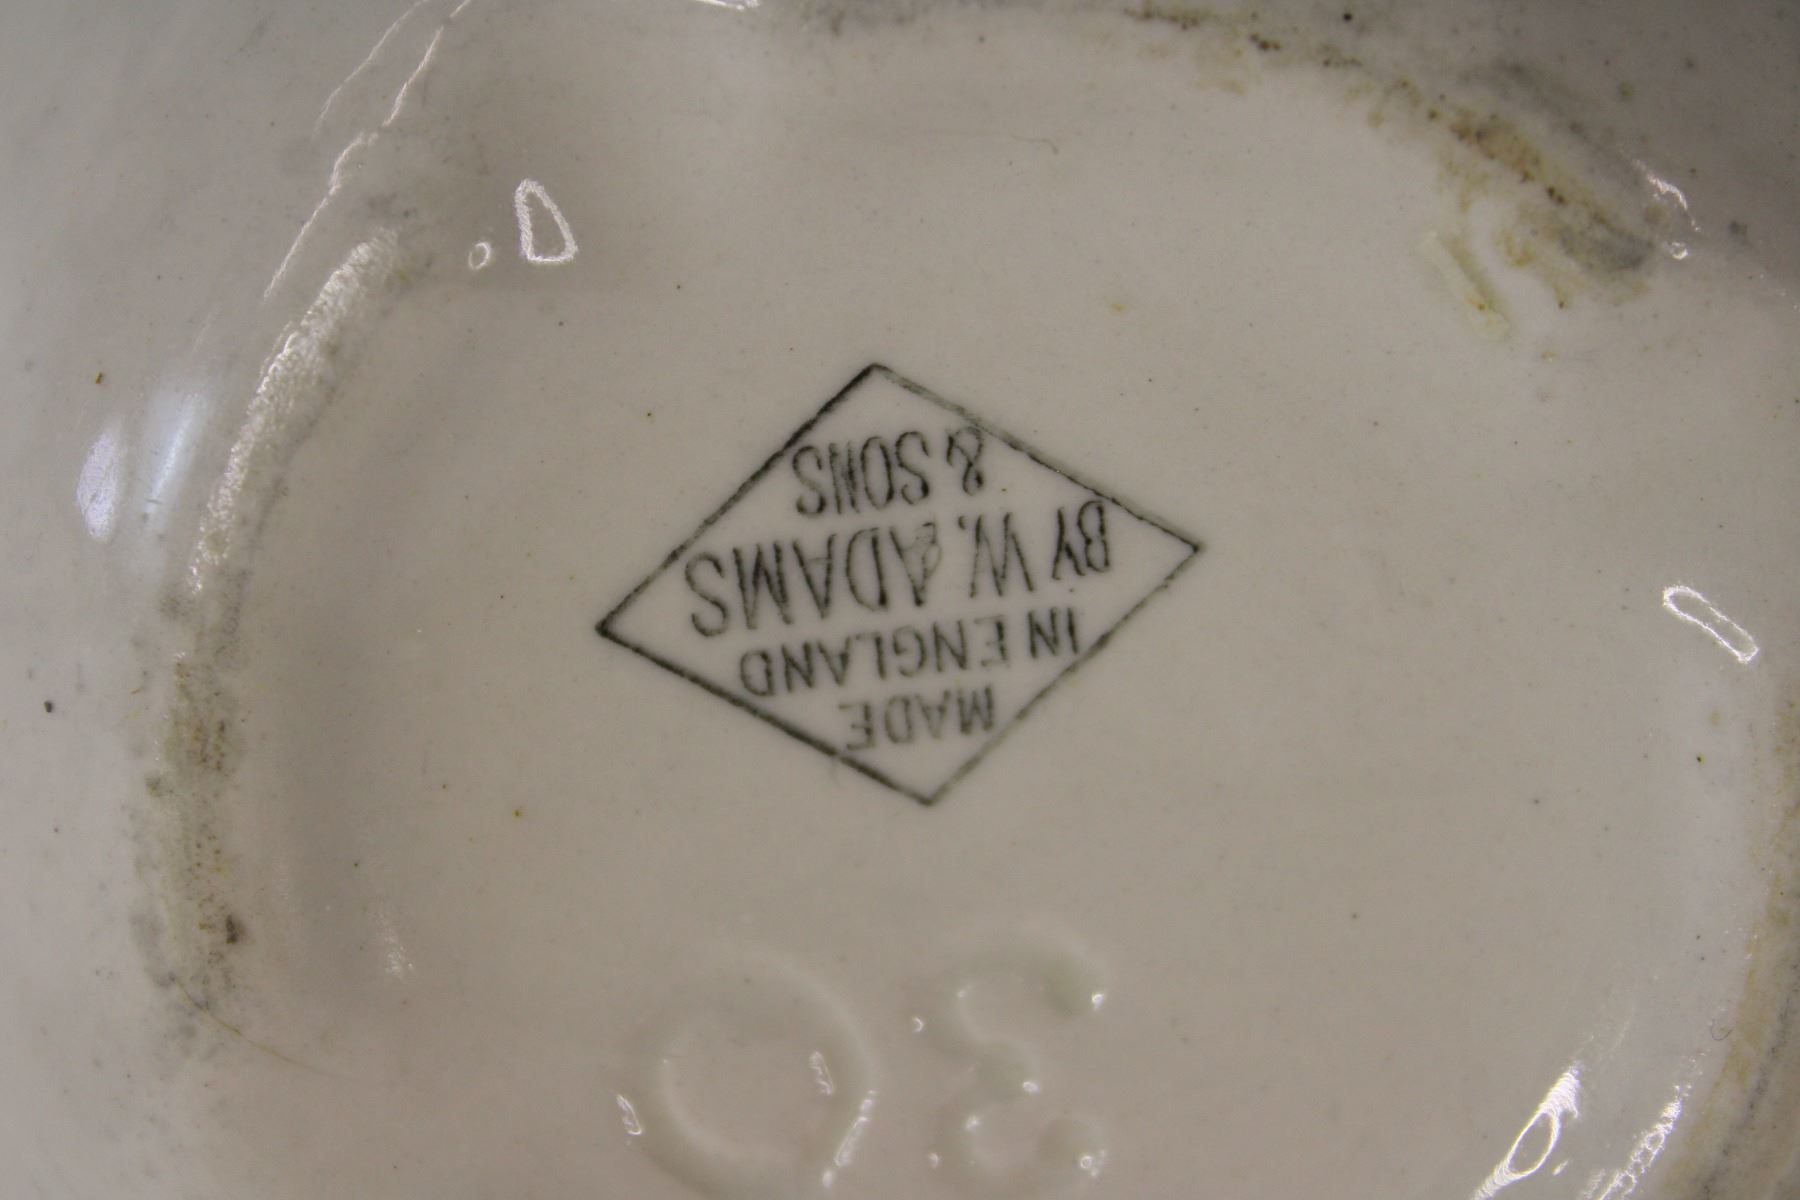 MADE
IN ENGLAND
BY W. ADAMS
& SONS